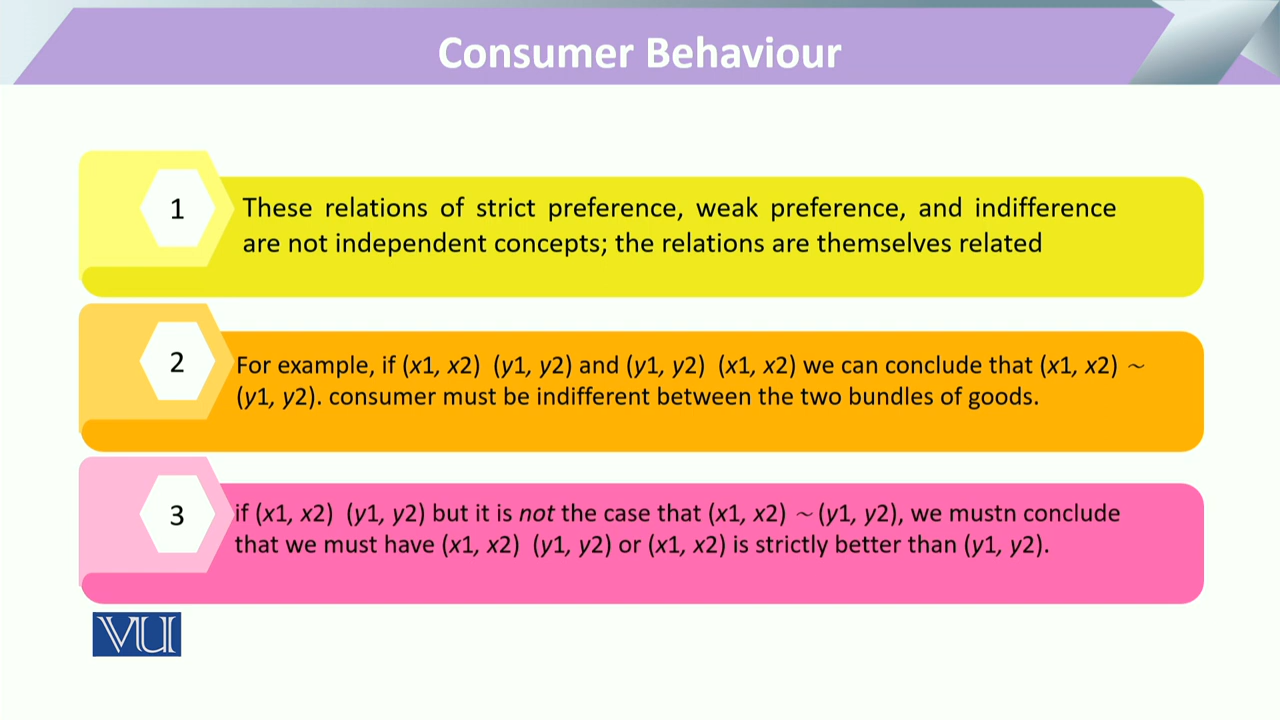 Consumer Behaviour
1
These relations of strict preference, weak preference, and indifference
are not independent concepts; the relations are themselves related
2
For example, if (x1, x2) (y1, y2) and (y1, y2) (x1, x2) we can conclude that (x1, x2) ~
(y1, y2). consumer must be indifferent between the two bundles of goods.
3
if (x1, x2) (y1, y2) but it is not the case that (x1, x2) ~ (y1, y2), we mustn conclude
that we must have (x1, x2) (y1, y2) or (x1, x2) is strictly better than (y1, y2).
VU